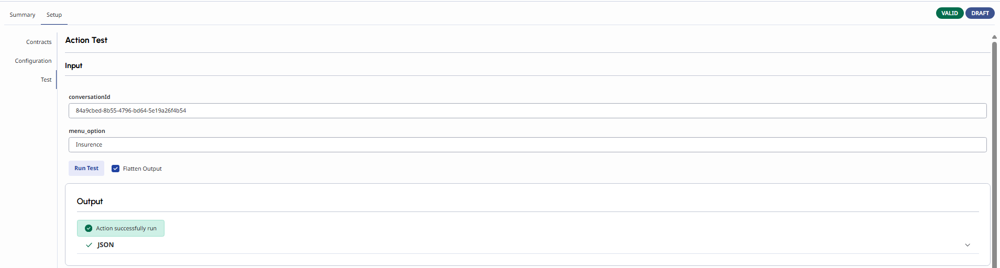 Summary Setup VALID DRAFT
Contracts
Configuration
Test
Action Test
Input
conversationId
84a9cbed-8b55-4796-bd64-5e19a26f4b54
menu_option
Insurence
Run Test Flatten Output
Output
Action successfully run
JSON